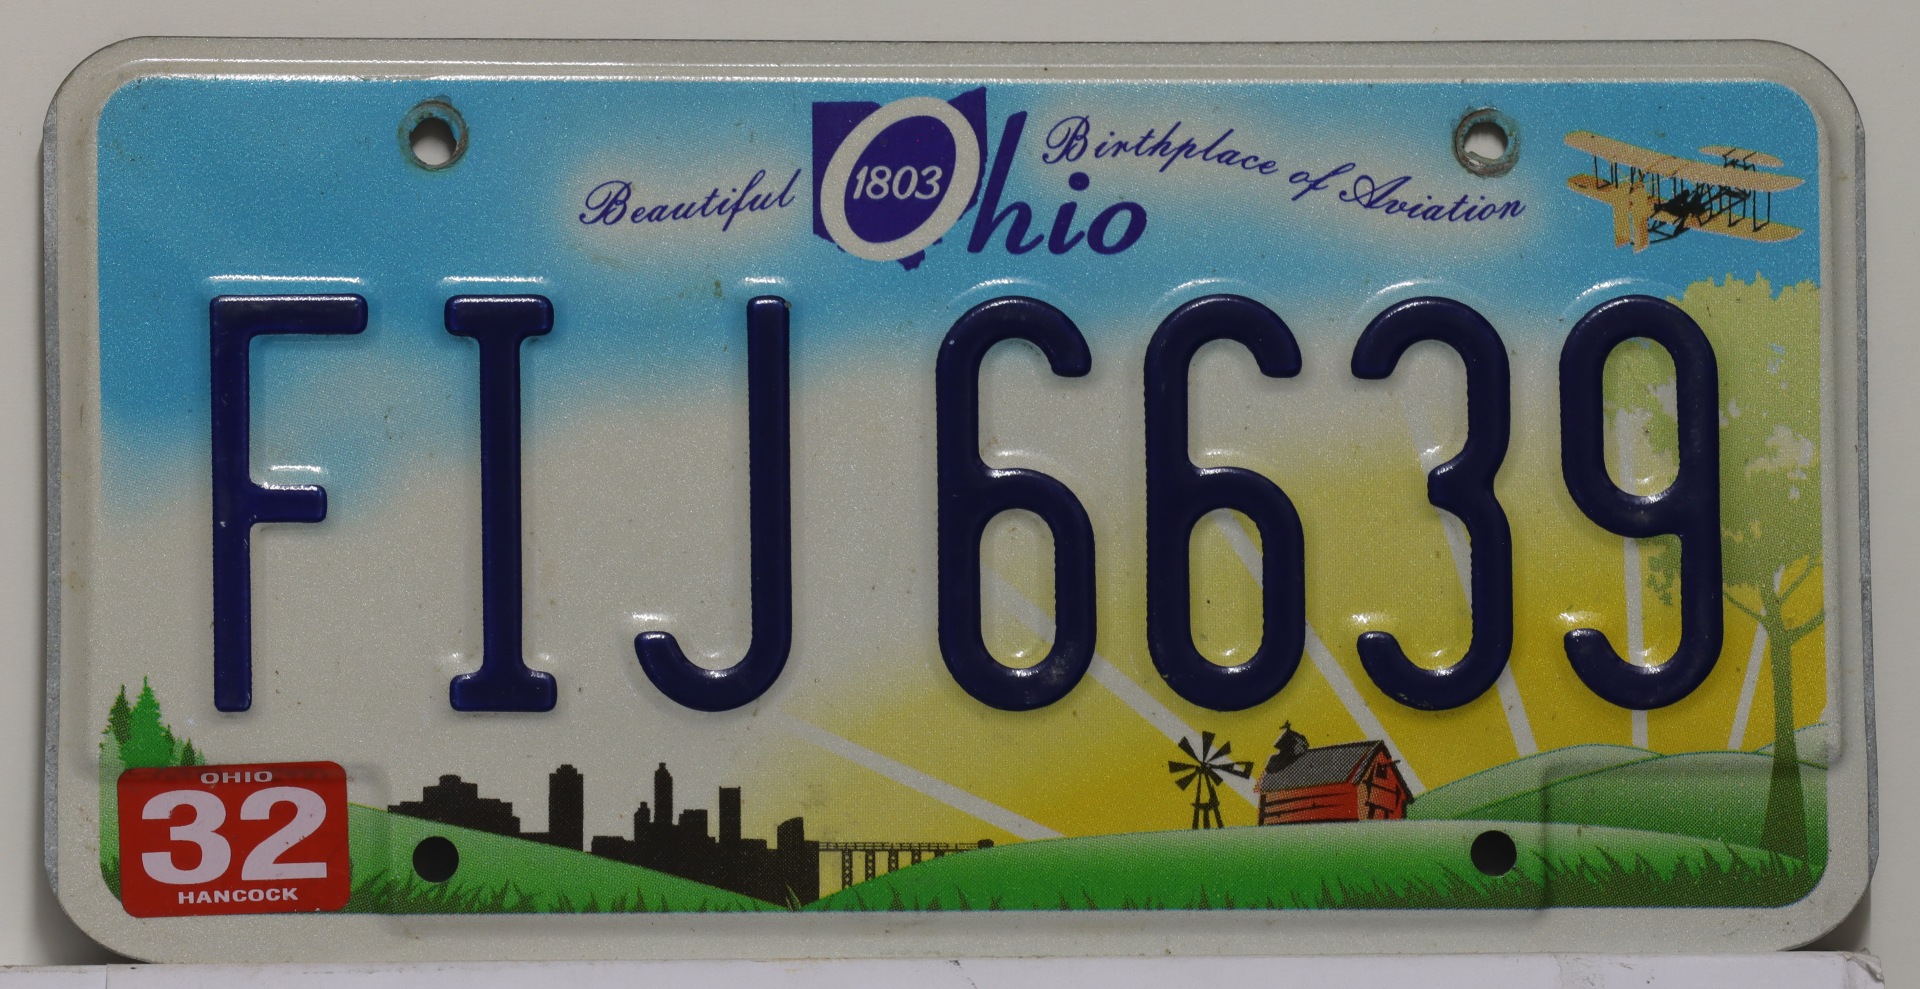 Beautiful Ohio Birthplace of Aviation
1803
FIJ 6639
OHIO
32
HANCOCK